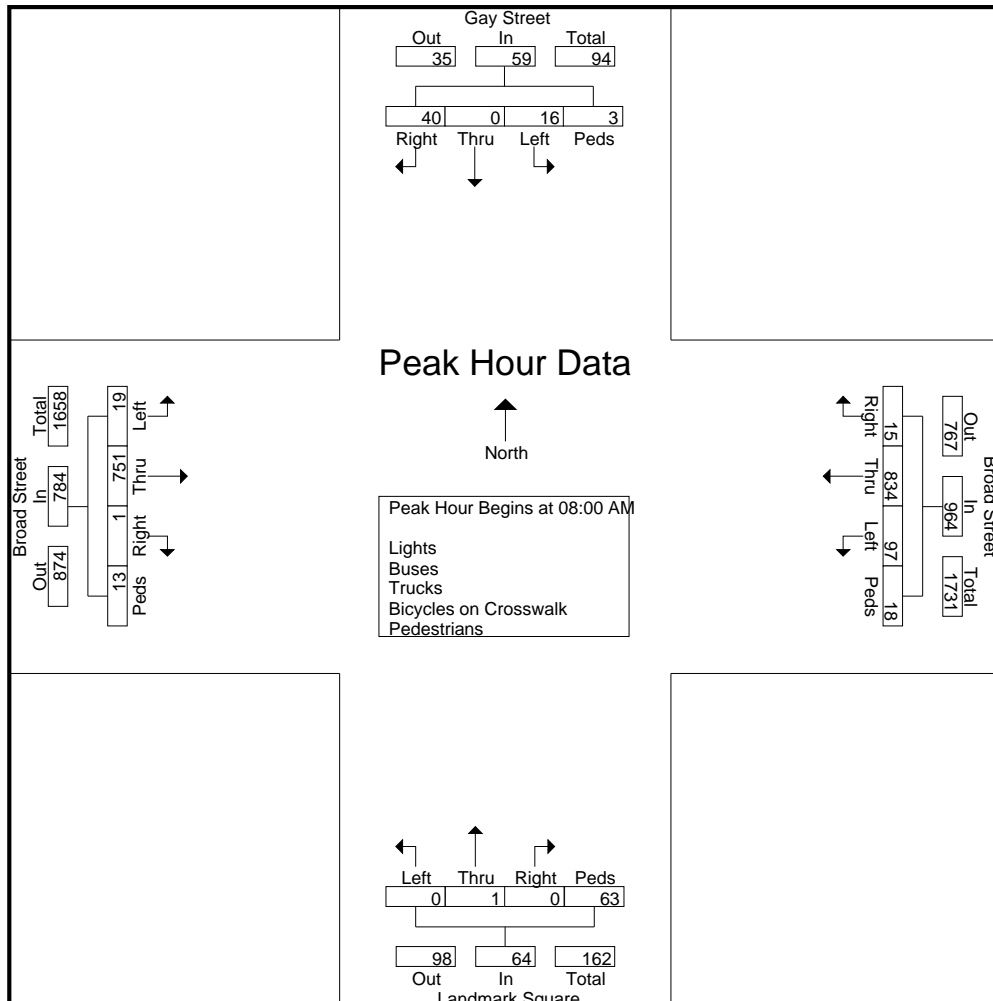 Gay Street
Out In Total
35 59 94
40 0 16 3
Right Thru Left Peds
Peak Hour Data
North
Peak Hour Begins at 08:00 AM
Lights
Buses
Trucks
Bicycles on Crosswalk
Pedestrians
Broad Street
Out In Total
874 784 1658
19 751 1 13
Left Thru Right Peds
Broad Street
Out In Total
767 964 1731
15 834 97 18
Right Thru Left Peds
Left Thru Right Peds
0 1 0 63
98 64 162
Out In Total
Landmark Square